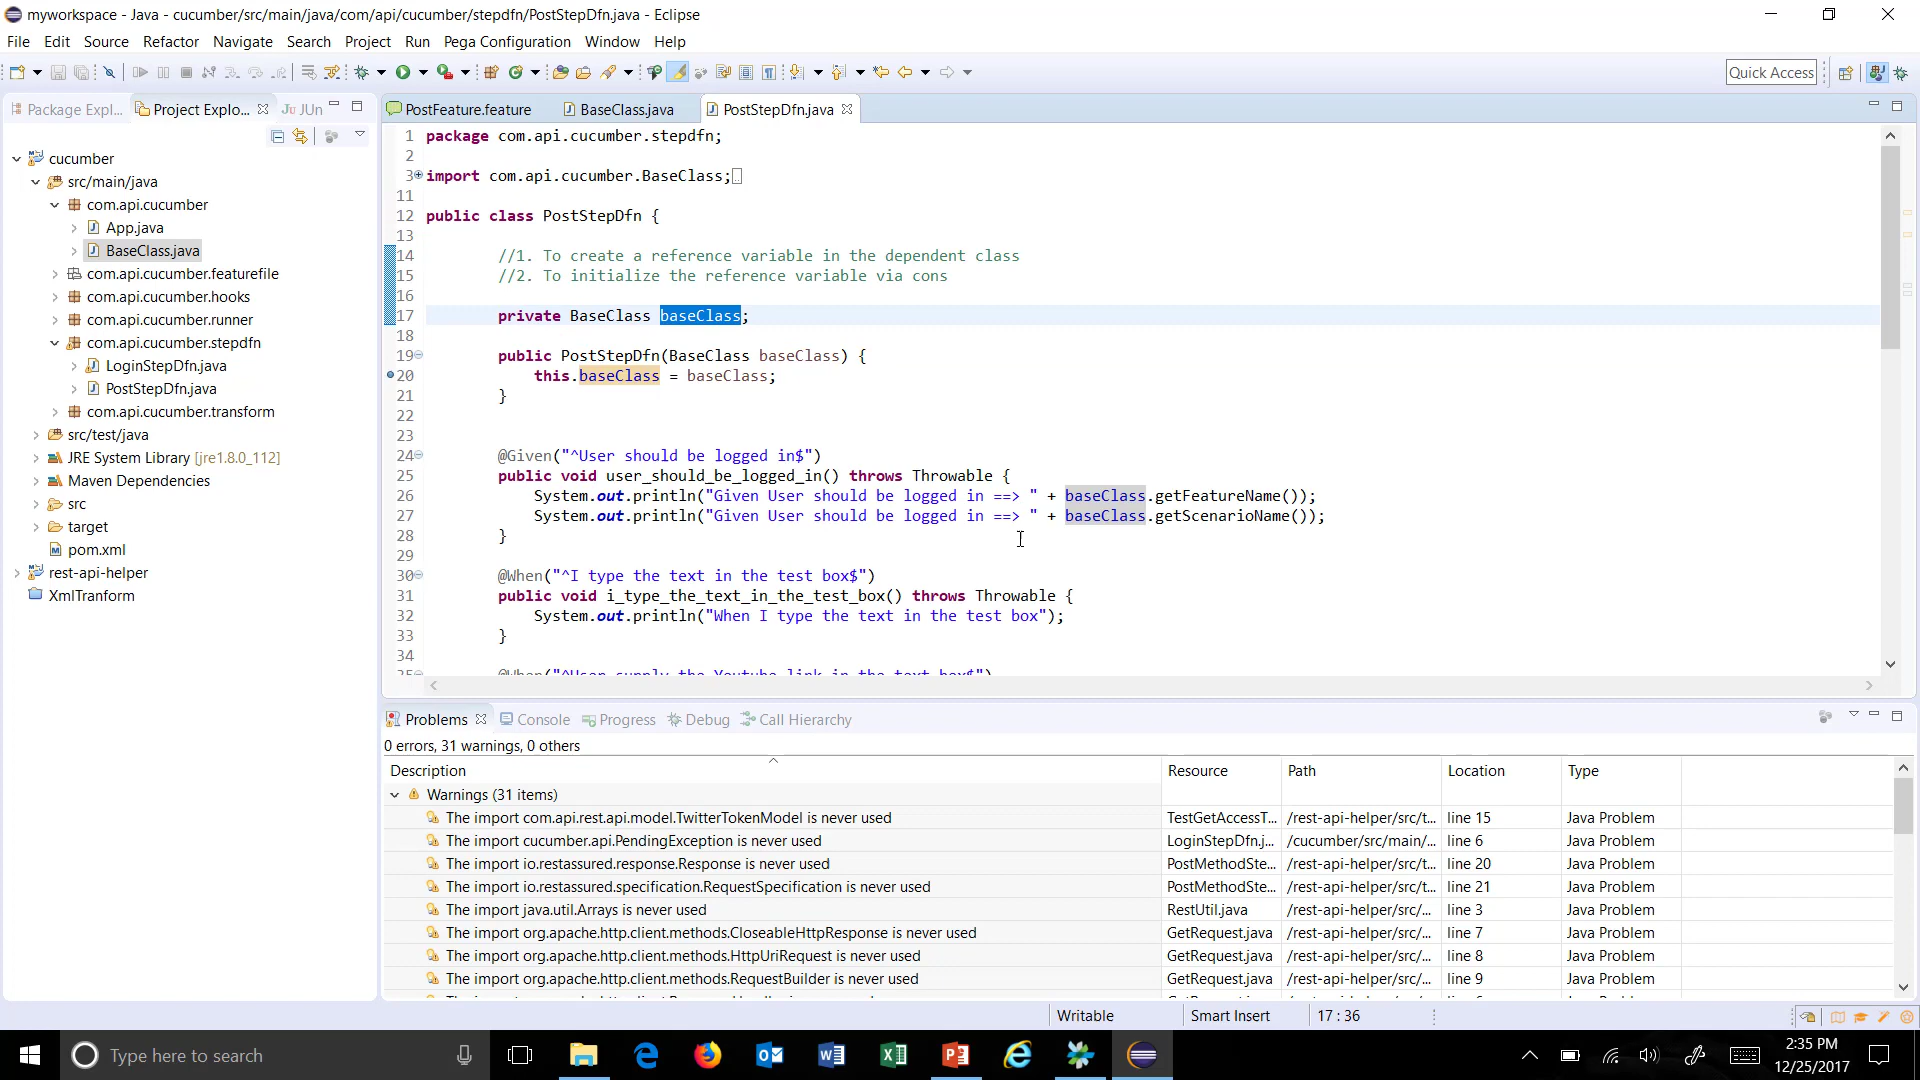 myworkspace - Java - cucumber/src/main/java/com/api/cucumber/stepdfn/PostStepDfn.java - Eclipse
File Edit Source Refactor Navigate Search Project Run Pega Configuration Window Help
Quick Access
Package Expl...
Project Explo...
JUn
PostFeature.feature
BaseClass.java
PostStepDfn.java
cucumber
src/main/java
com.api.cucumber
App.java
BaseClass.java
com.api.cucumber.featurefile
com.api.cucumber.hooks
com.api.cucumber.runner
com.api.cucumber.stepdfn
LoginStepDfn.java
PostStepDfn.java
com.api.cucumber.transform
src/test/java
JRE System Library [jre1.8.0_112]
Maven Dependencies
src
target
pom.xml
rest-api-helper
XmlTranform
1 package com.api.cucumber.stepdfn;
2
3 import com.api.cucumber.BaseClass;
11
12 public class PostStepDfn {
13
14 //1. To create a reference variable in the dependent class
15 //2. To initialize the reference variable via cons
16
17 private BaseClass baseClass;
18
19 public PostStepDfn(BaseClass baseClass) {
20 this.baseClass = baseClass;
21 }
22
23
24 @Given("^User should be logged in$")
25 public void user_should_be_logged_in() throws Throwable {
26 System.out.println("Given User should be logged in ==> " + baseClass.getFeatureName());
27 System.out.println("Given User should be logged in ==> " + baseClass.getScenarioName());
28 }
29
30 @When("^I type the text in the test box$")
31 public void i_type_the_text_in_the_test_box() throws Throwable {
32 System.out.println("When I type the text in the test box");
33 }
34
35 @When("^User supply the Youtube link in the text box$")
Problems Console Progress Debug Call Hierarchy
0 errors, 31 warnings, 0 others
Description Resource Path Location Type
Warnings (31 items)
The import com.api.rest.api.model.TwitterTokenModel is never used TestGetAccessT... /rest-api-helper/src/t... line 15 Java Problem
The import cucumber.api.PendingException is never used LoginStepDfn.j... /cucumber/src/main/... line 6 Java Problem
The import io.restassured.response.Response is never used PostMethodSte... /rest-api-helper/src/t... line 20 Java Problem
The import io.restassured.specification.RequestSpecification is never used PostMethodSte... /rest-api-helper/src/t... line 21 Java Problem
The import java.util.Arrays is never used RestUtil.java /rest-api-helper/src/... line 3 Java Problem
The import org.apache.http.client.methods.CloseableHttpResponse is never used GetRequest.java /rest-api-helper/src/... line 7 Java Problem
The import org.apache.http.client.methods.HttpUriRequest is never used GetRequest.java /rest-api-helper/src/... line 8 Java Problem
The import org.apache.http.client.methods.RequestBuilder is never used GetRequest.java /rest-api-helper/src/... line 9 Java Problem
Writable Smart Insert 17 : 36
Type here to search
2:35 PM
12/25/2017